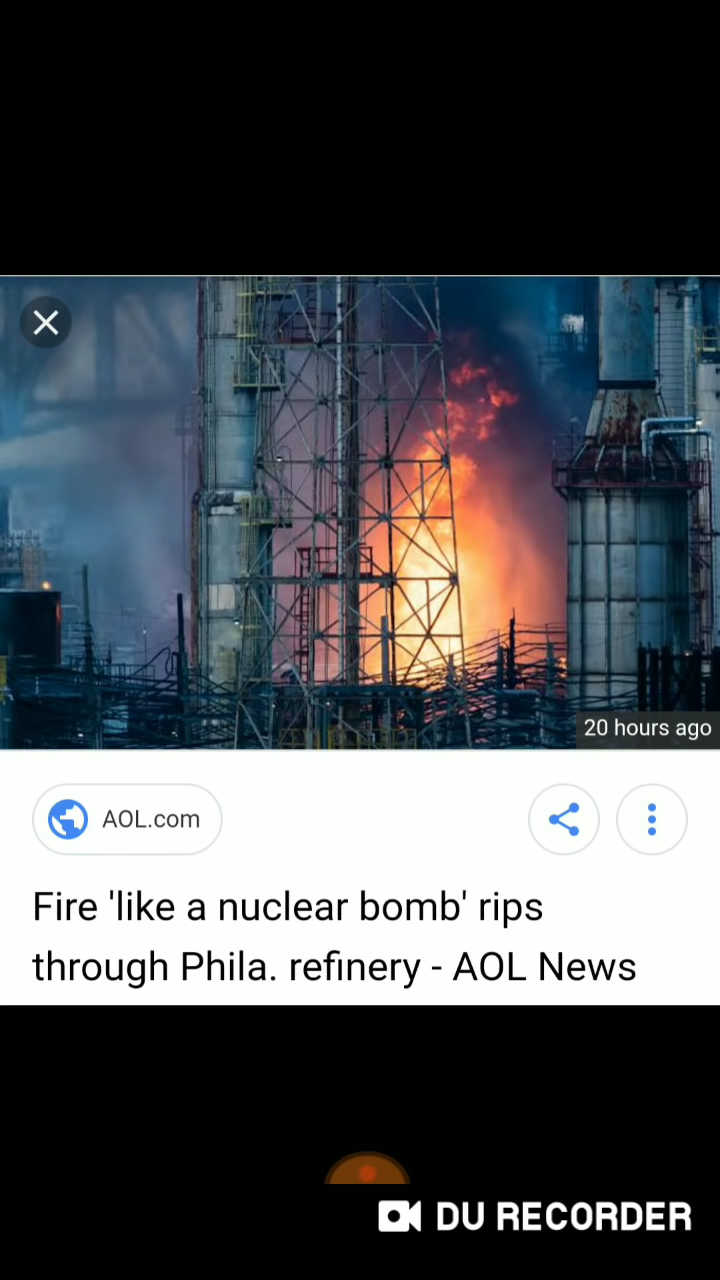 20 hours ago
AOL.com
Fire 'like a nuclear bomb' rips
through Phila. refinery - AOL News
DU RECORDER